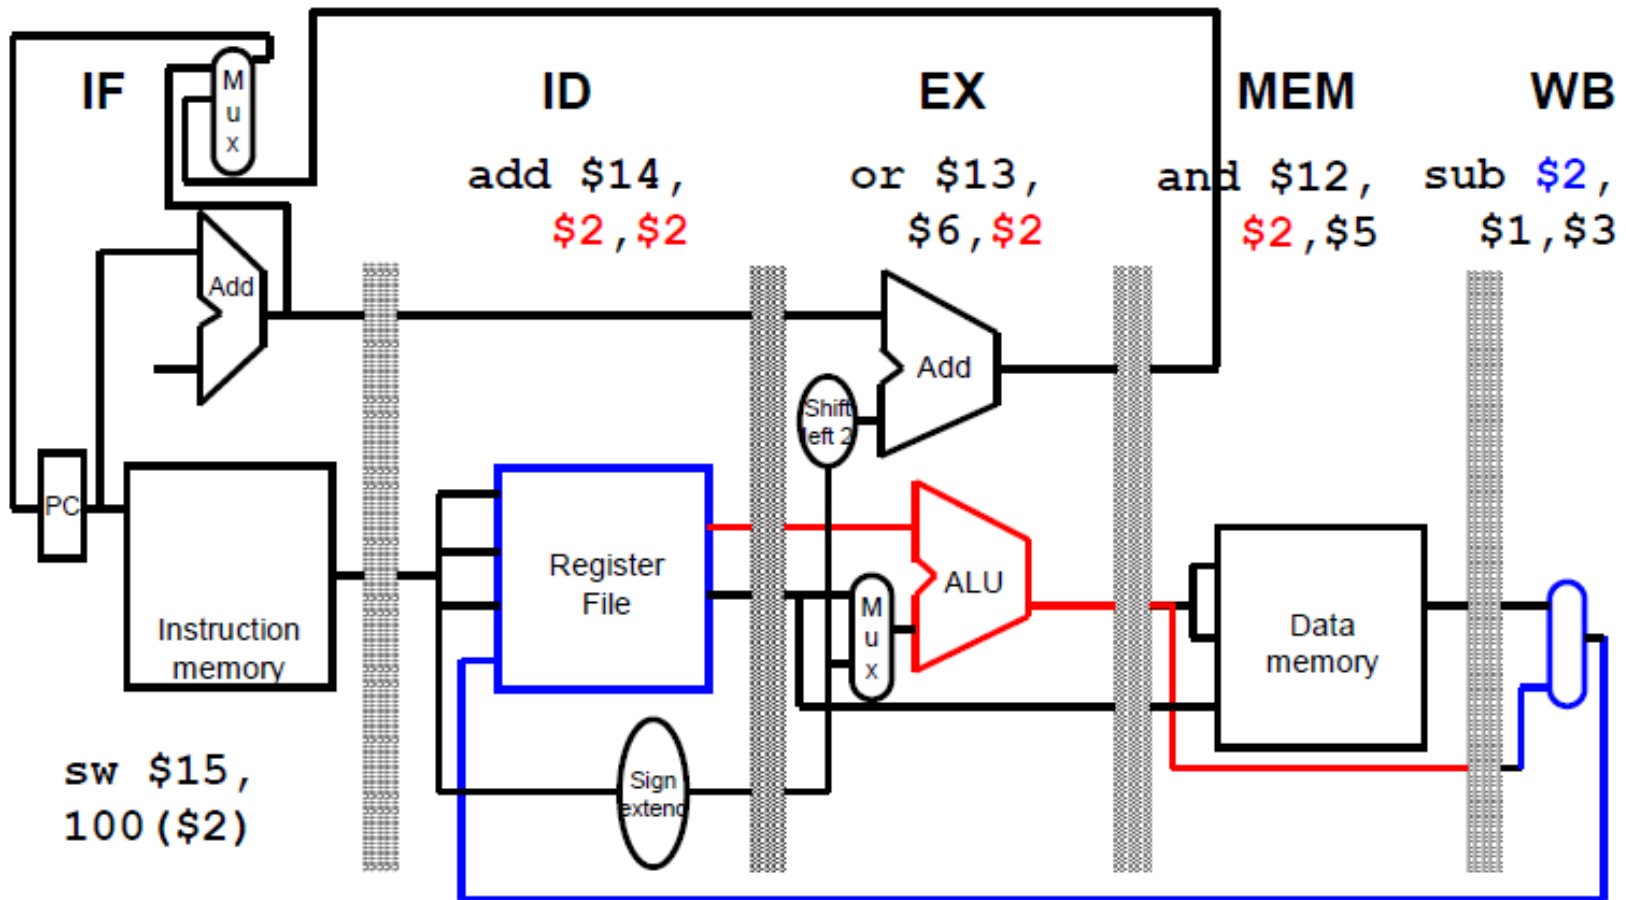 IF ID EX MEM WB
add $14, or $13, and $12, sub $2,
$2,$2 $6,$2 $2,$5 $1,$3
Mux
Add
Add
Shift
left 2
PC
Instruction
memory
Register
File
Mux
ALU
Data
memory
Sign
extend
sw $15,
100($2)